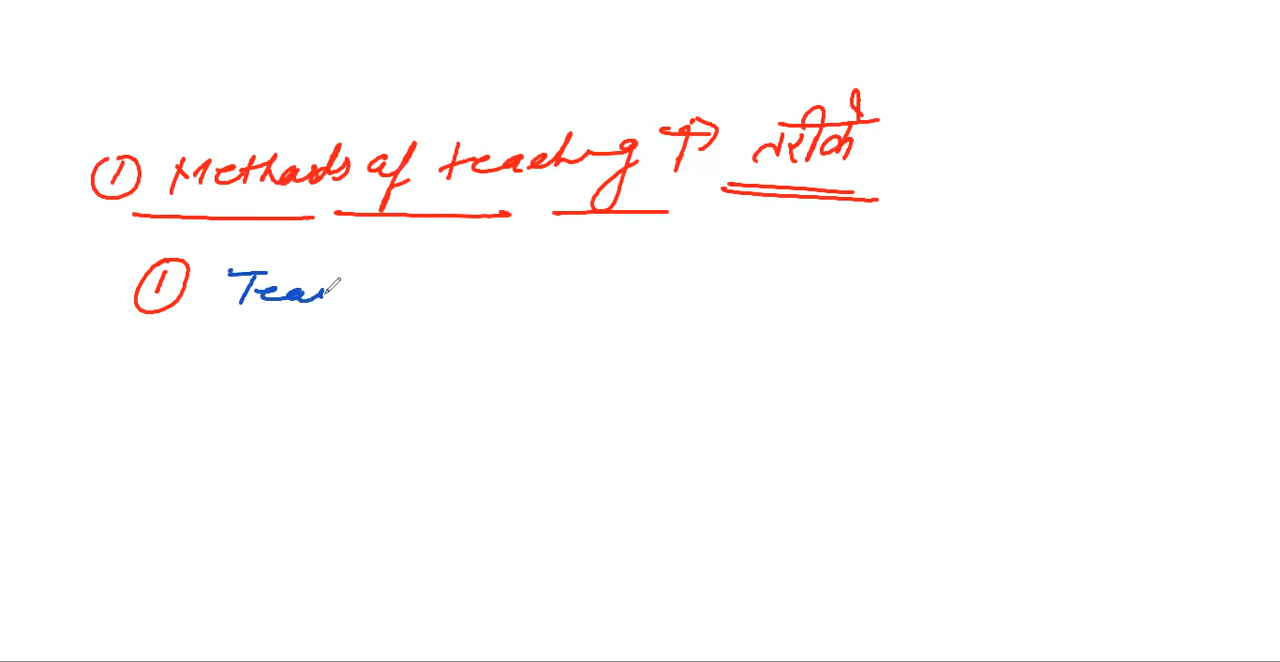 ① Methods of teaching → तरीके
① Tea